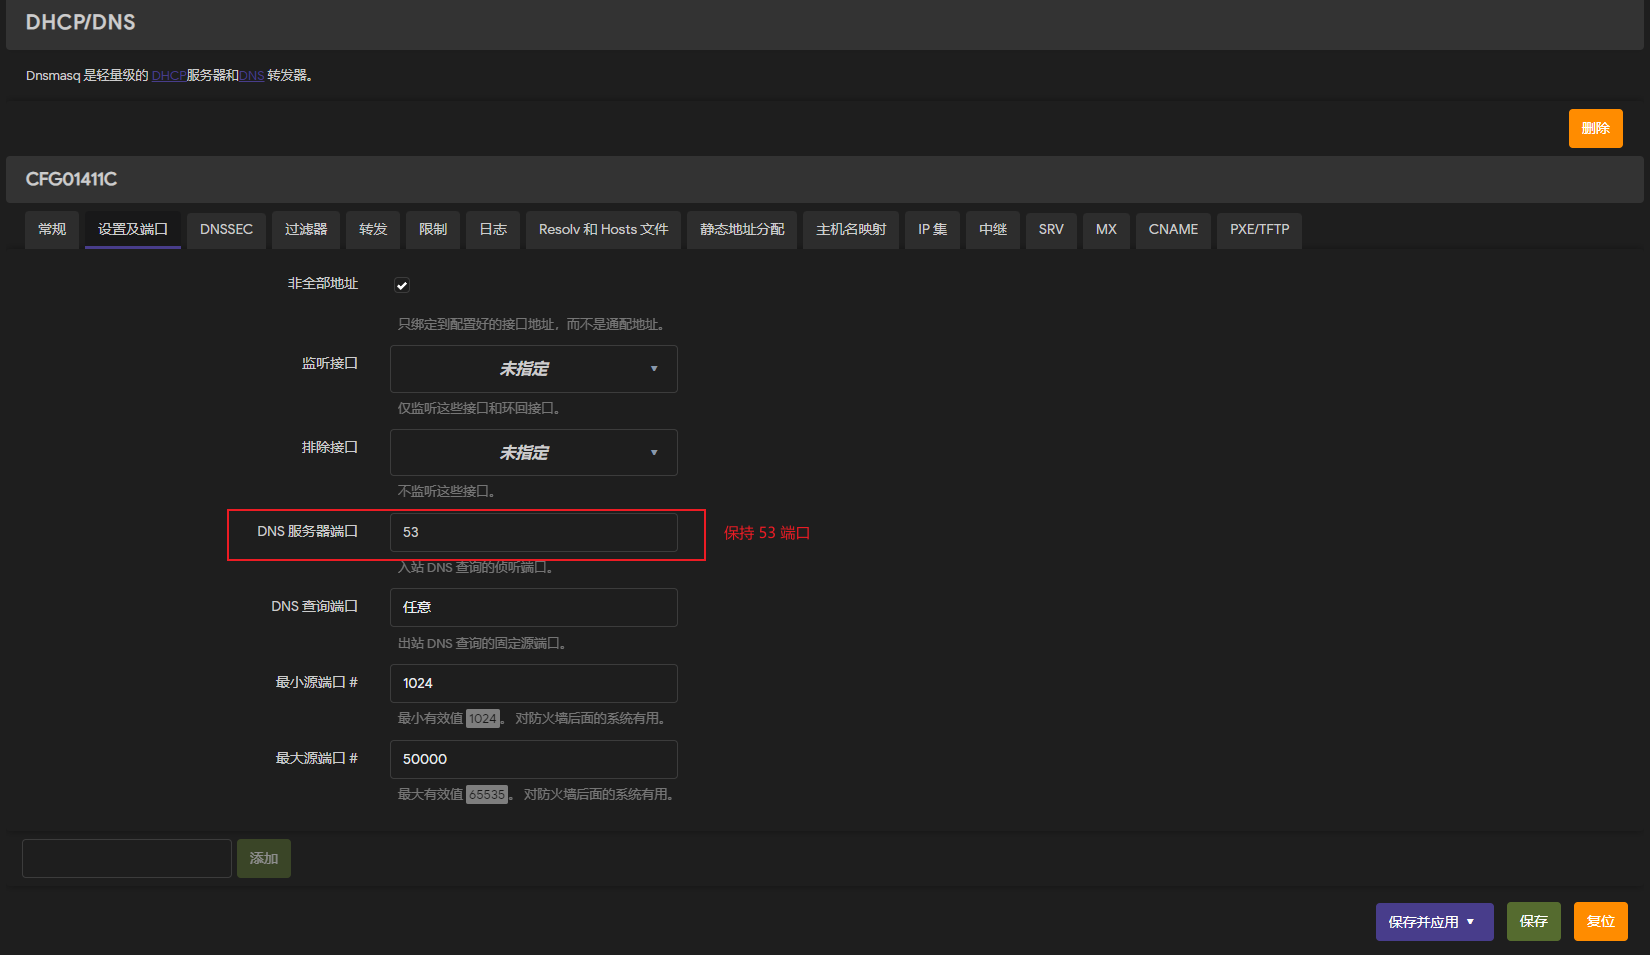 DHCP/DNS
Dnsmasq 是轻量级的 DHCP服务器和DNS 转发器。
删除
CFG01411C
常规 设置及端口 DNSSEC 过滤器 转发 限制 日志 Resolv 和 Hosts 文件 静态地址分配 主机名映射 IP 集 中继 SRV MX CNAME PXE/TFTP
非全部地址
只绑定到配置好的接口地址，而不是通配地址。
监听接口 未指定
仅监听这些接口和环回接口。
排除接口 未指定
不监听这些接口。
DNS 服务器端口 53 保持 53 端口
入站 DNS 查询的侦听端口。
DNS 查询端口 任意
出站 DNS 查询的固定源端口。
最小源端口 # 1024
最小有效值 1024。 对防火墙后面的系统有用。
最大源端口 # 50000
最大有效值 65535。 对防火墙后面的系统有用。
添加
保存并应用 保存 复位